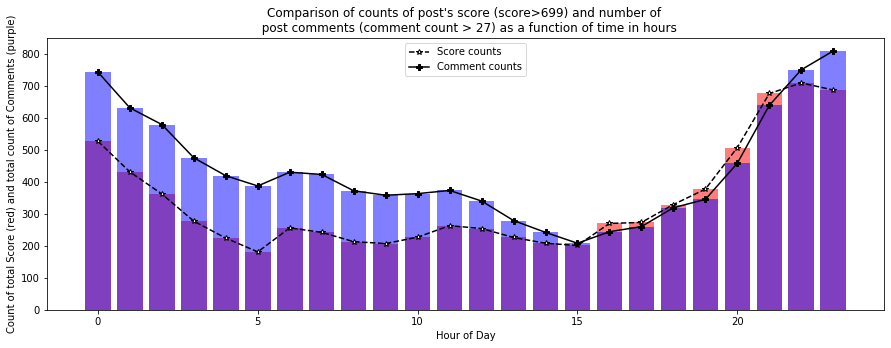 Comparison of counts of post's score (score>699) and number of
post comments (comment count > 27) as a function of time in hours
Count of total Score (red) and total count of Comments (purple)
800
700
600
500
400
300
200
100
0
Score counts
Comment counts
0
5
10
15
20
Hour of Day